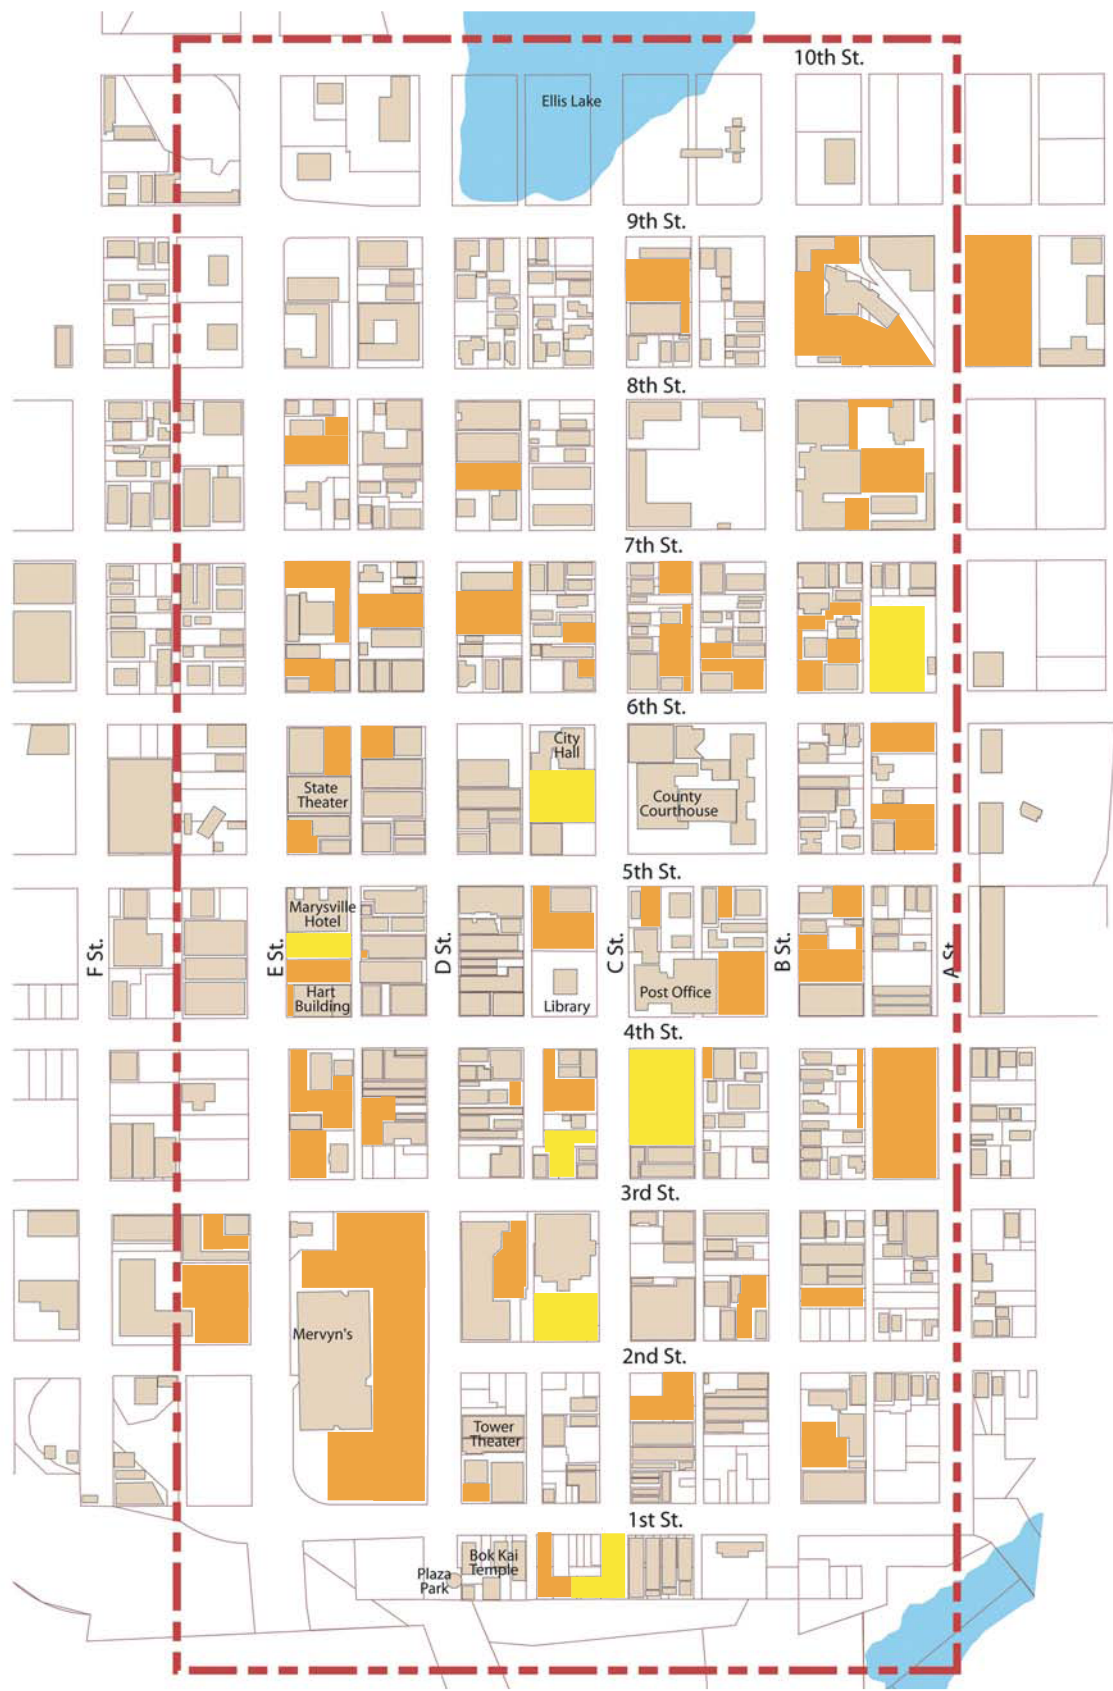 10th St.
Ellis Lake
9th St.
8th St.
7th St.
6th St.
City
Hall
State
Theater
County
Courthouse
5th St.
Marysville
Hotel
F St.
E St.
D St.
C St.
B St.
A St.
Hart
Building
Library
Post Office
4th St.
3rd St.
Mervyn's
2nd St.
Tower
Theater
1st St.
Bok Kai
Temple
Plaza
Park